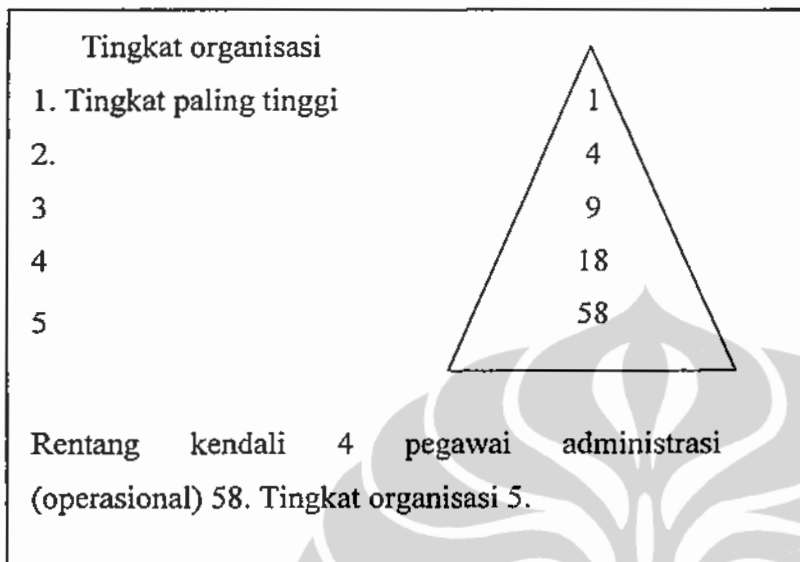 Tingkat organisasi
1. Tingkat paling tinggi 1
2. 4
3 9
4 18
5 58
Rentang kendali 4 pegawai administrasi
(operasional) 58. Tingkat organisasi 5.